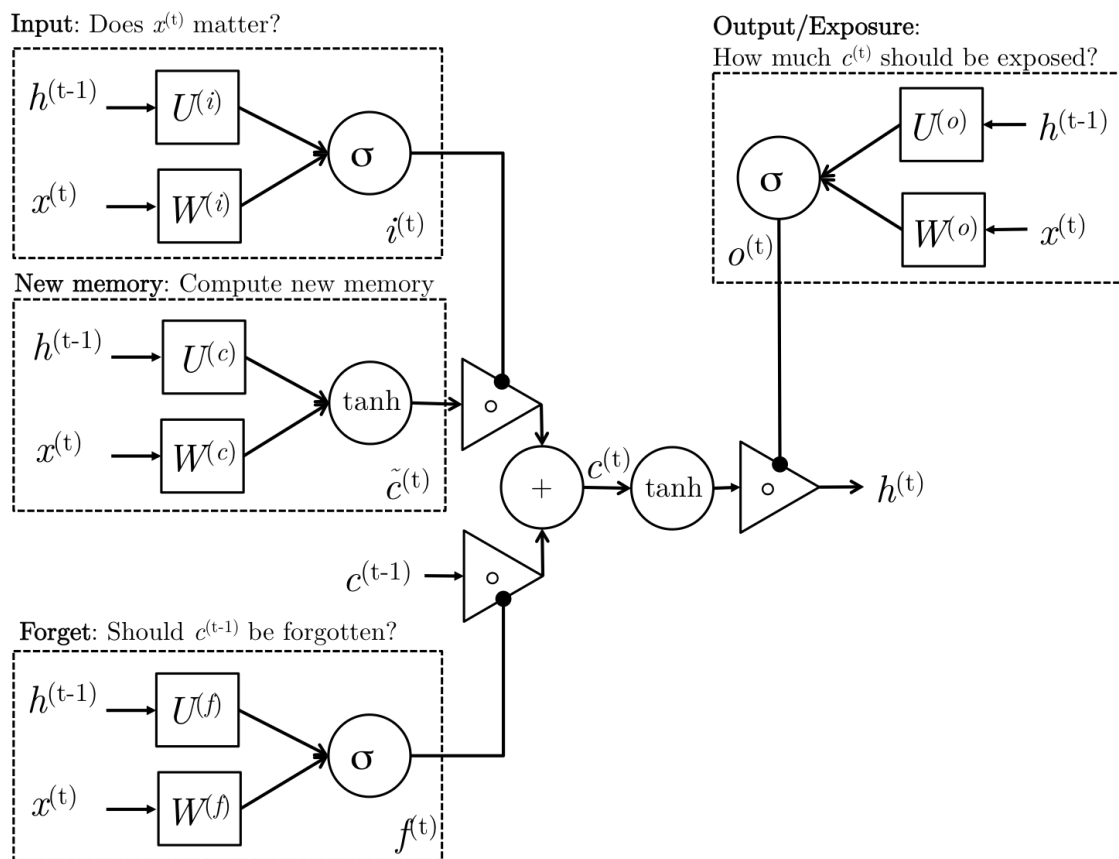 Input: Does x^(t) matter?
h^(t-1)
U^(i)
σ
x^(t)
W^(i)
i^(t)
New memory: Compute new memory
h^(t-1)
U^(c)
tanh
x^(t)
W^(c)
c̃^(t)
∘
+
c^(t)
tanh
∘
h^(t)
c^(t-1)
∘
Forget: Should c^(t-1) be forgotten?
h^(t-1)
U^(f)
σ
x^(t)
W^(f)
f^(t)
Output/Exposure:
How much c^(t) should be exposed?
U^(o)
h^(t-1)
σ
W^(o)
x^(t)
o^(t)